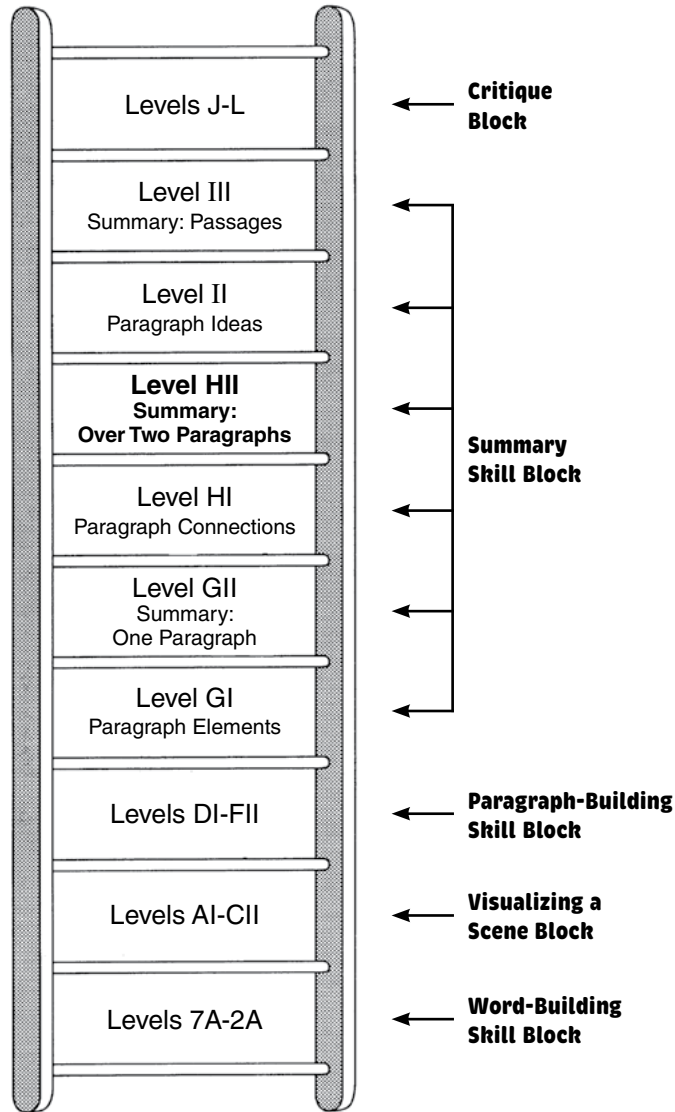 Levels J-L
Critique
Block
Level III
Summary: Passages
Level II
Paragraph Ideas
Level HII
Summary:
Over Two Paragraphs
Summary
Skill Block
Level HI
Paragraph Connections
Level GII
Summary:
One Paragraph
Level GI
Paragraph Elements
Levels DI-FII
Paragraph-Building
Skill Block
Levels AI-CII
Visualizing a
Scene Block
Levels 7A-2A
Word-Building
Skill Block